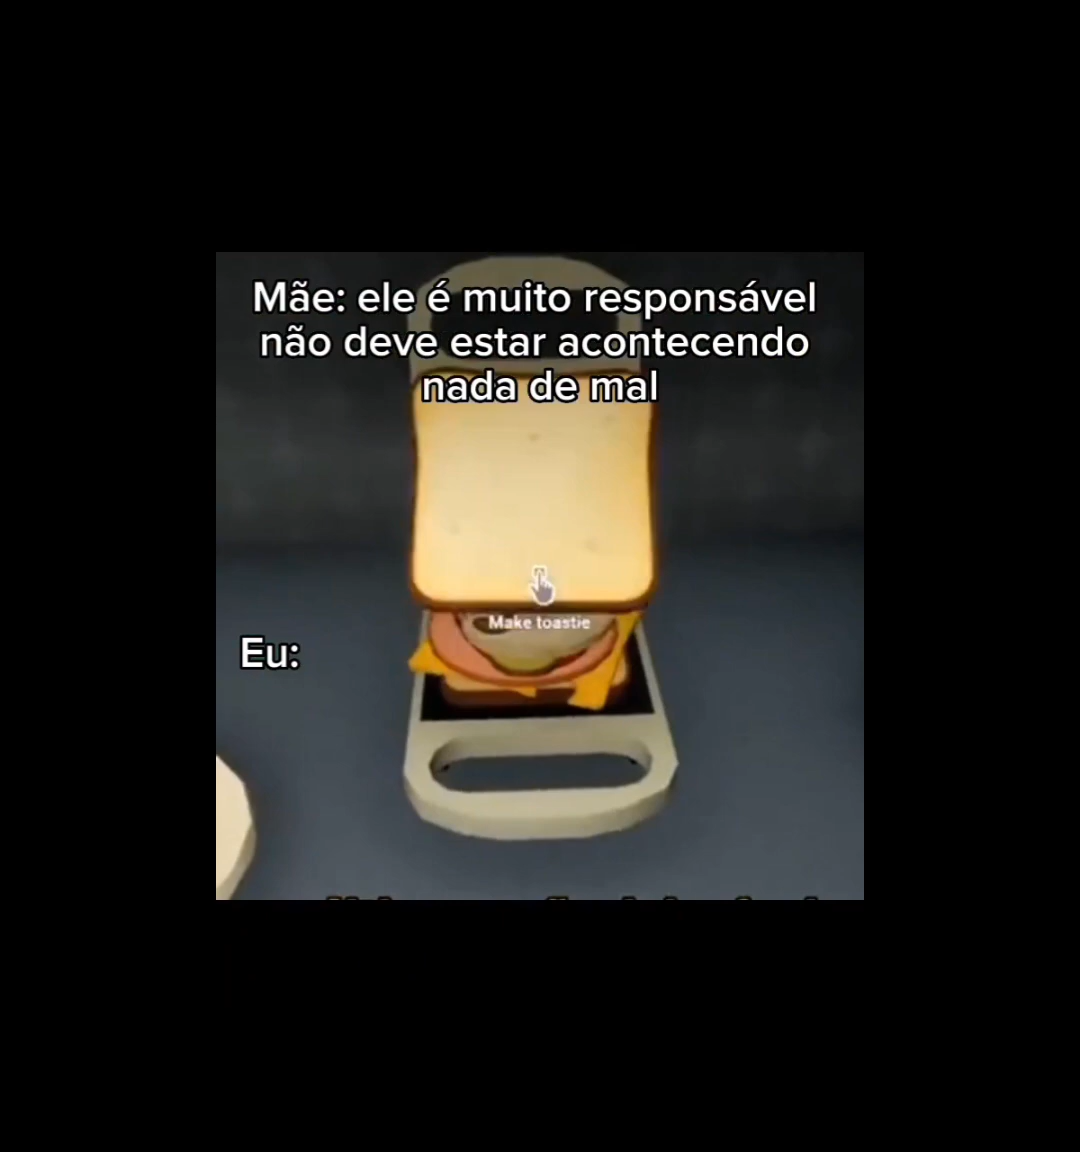 Mãe: ele é muito responsável
não deve estar acontecendo
nada de mal
Make toastie
Eu: